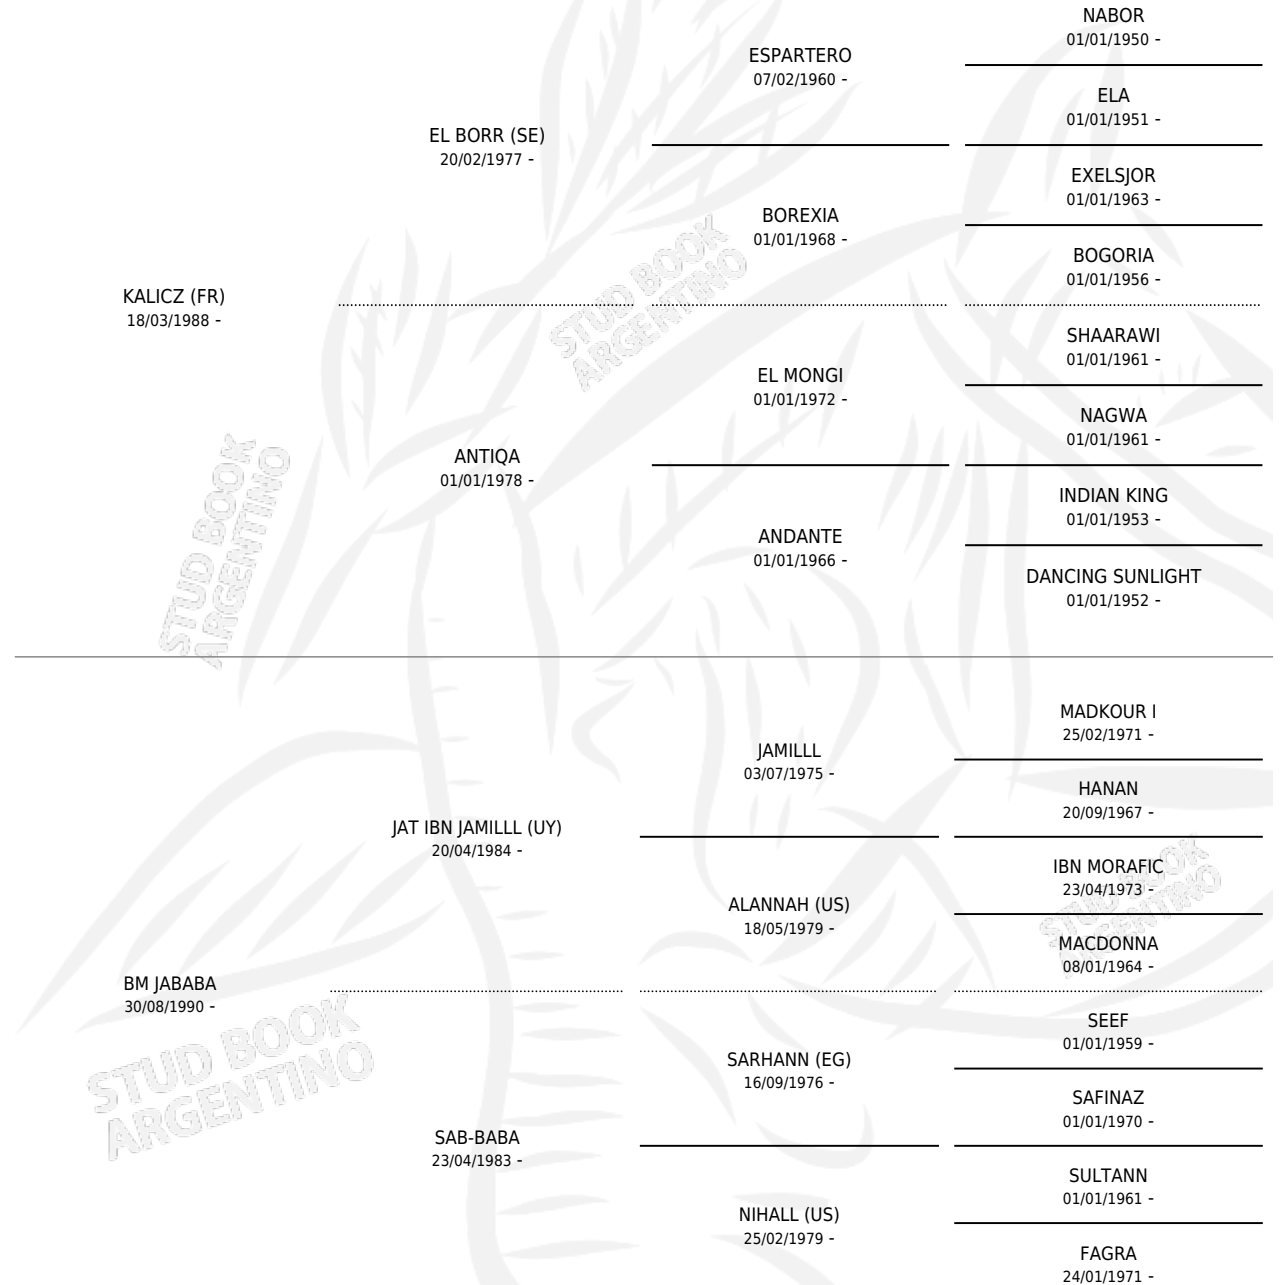 NABOR
01/01/1950 -
ESPARTERO
07/02/1960 -
ELA
01/01/1951 -
EL BORR (SE)
20/02/1977 -
EXELSJOR
01/01/1963 -
BOREXIA
01/01/1968 -
BOGORIA
01/01/1956 -
KALICZ (FR)
18/03/1988 -
SHAARAWI
01/01/1961 -
EL MONGI
01/01/1972 -
NAGWA
01/01/1961 -
ANTIQA
01/01/1978 -
INDIAN KING
01/01/1953 -
ANDANTE
01/01/1966 -
DANCING SUNLIGHT
01/01/1952 -
MADKOUR I
25/02/1971 -
JAMILLL
03/07/1975 -
HANAN
20/09/1967 -
JAT IBN JAMILLL (UY)
20/04/1984 -
IBN MORAFIC
23/04/1973 -
ALANNAH (US)
18/05/1979 -
MACDONNA
08/01/1964 -
BM JABABA
30/08/1990 -
SEEF
01/01/1959 -
SARHANN (EG)
16/09/1976 -
SAFINAZ
01/01/1970 -
SAB-BABA
23/04/1983 -
SULTANN
01/01/1961 -
NIHALL (US)
25/02/1979 -
FAGRA
24/01/1971 -
STUD BOOK
ARGENTINO
STUD BOOK
ARGENTINO
STUD BOOK
ARGENTINO
STUD BOOK
ARGENTINO